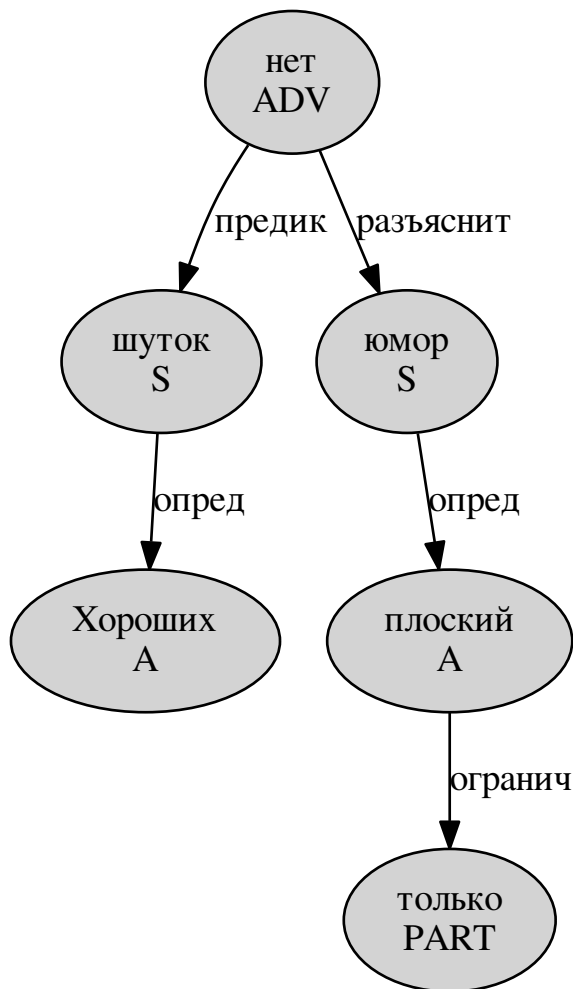 нет
ADV
предик
разъяснит
шуток
S
юмор
S
опред
опред
Хороших
A
плоский
A
огранич
только
PART